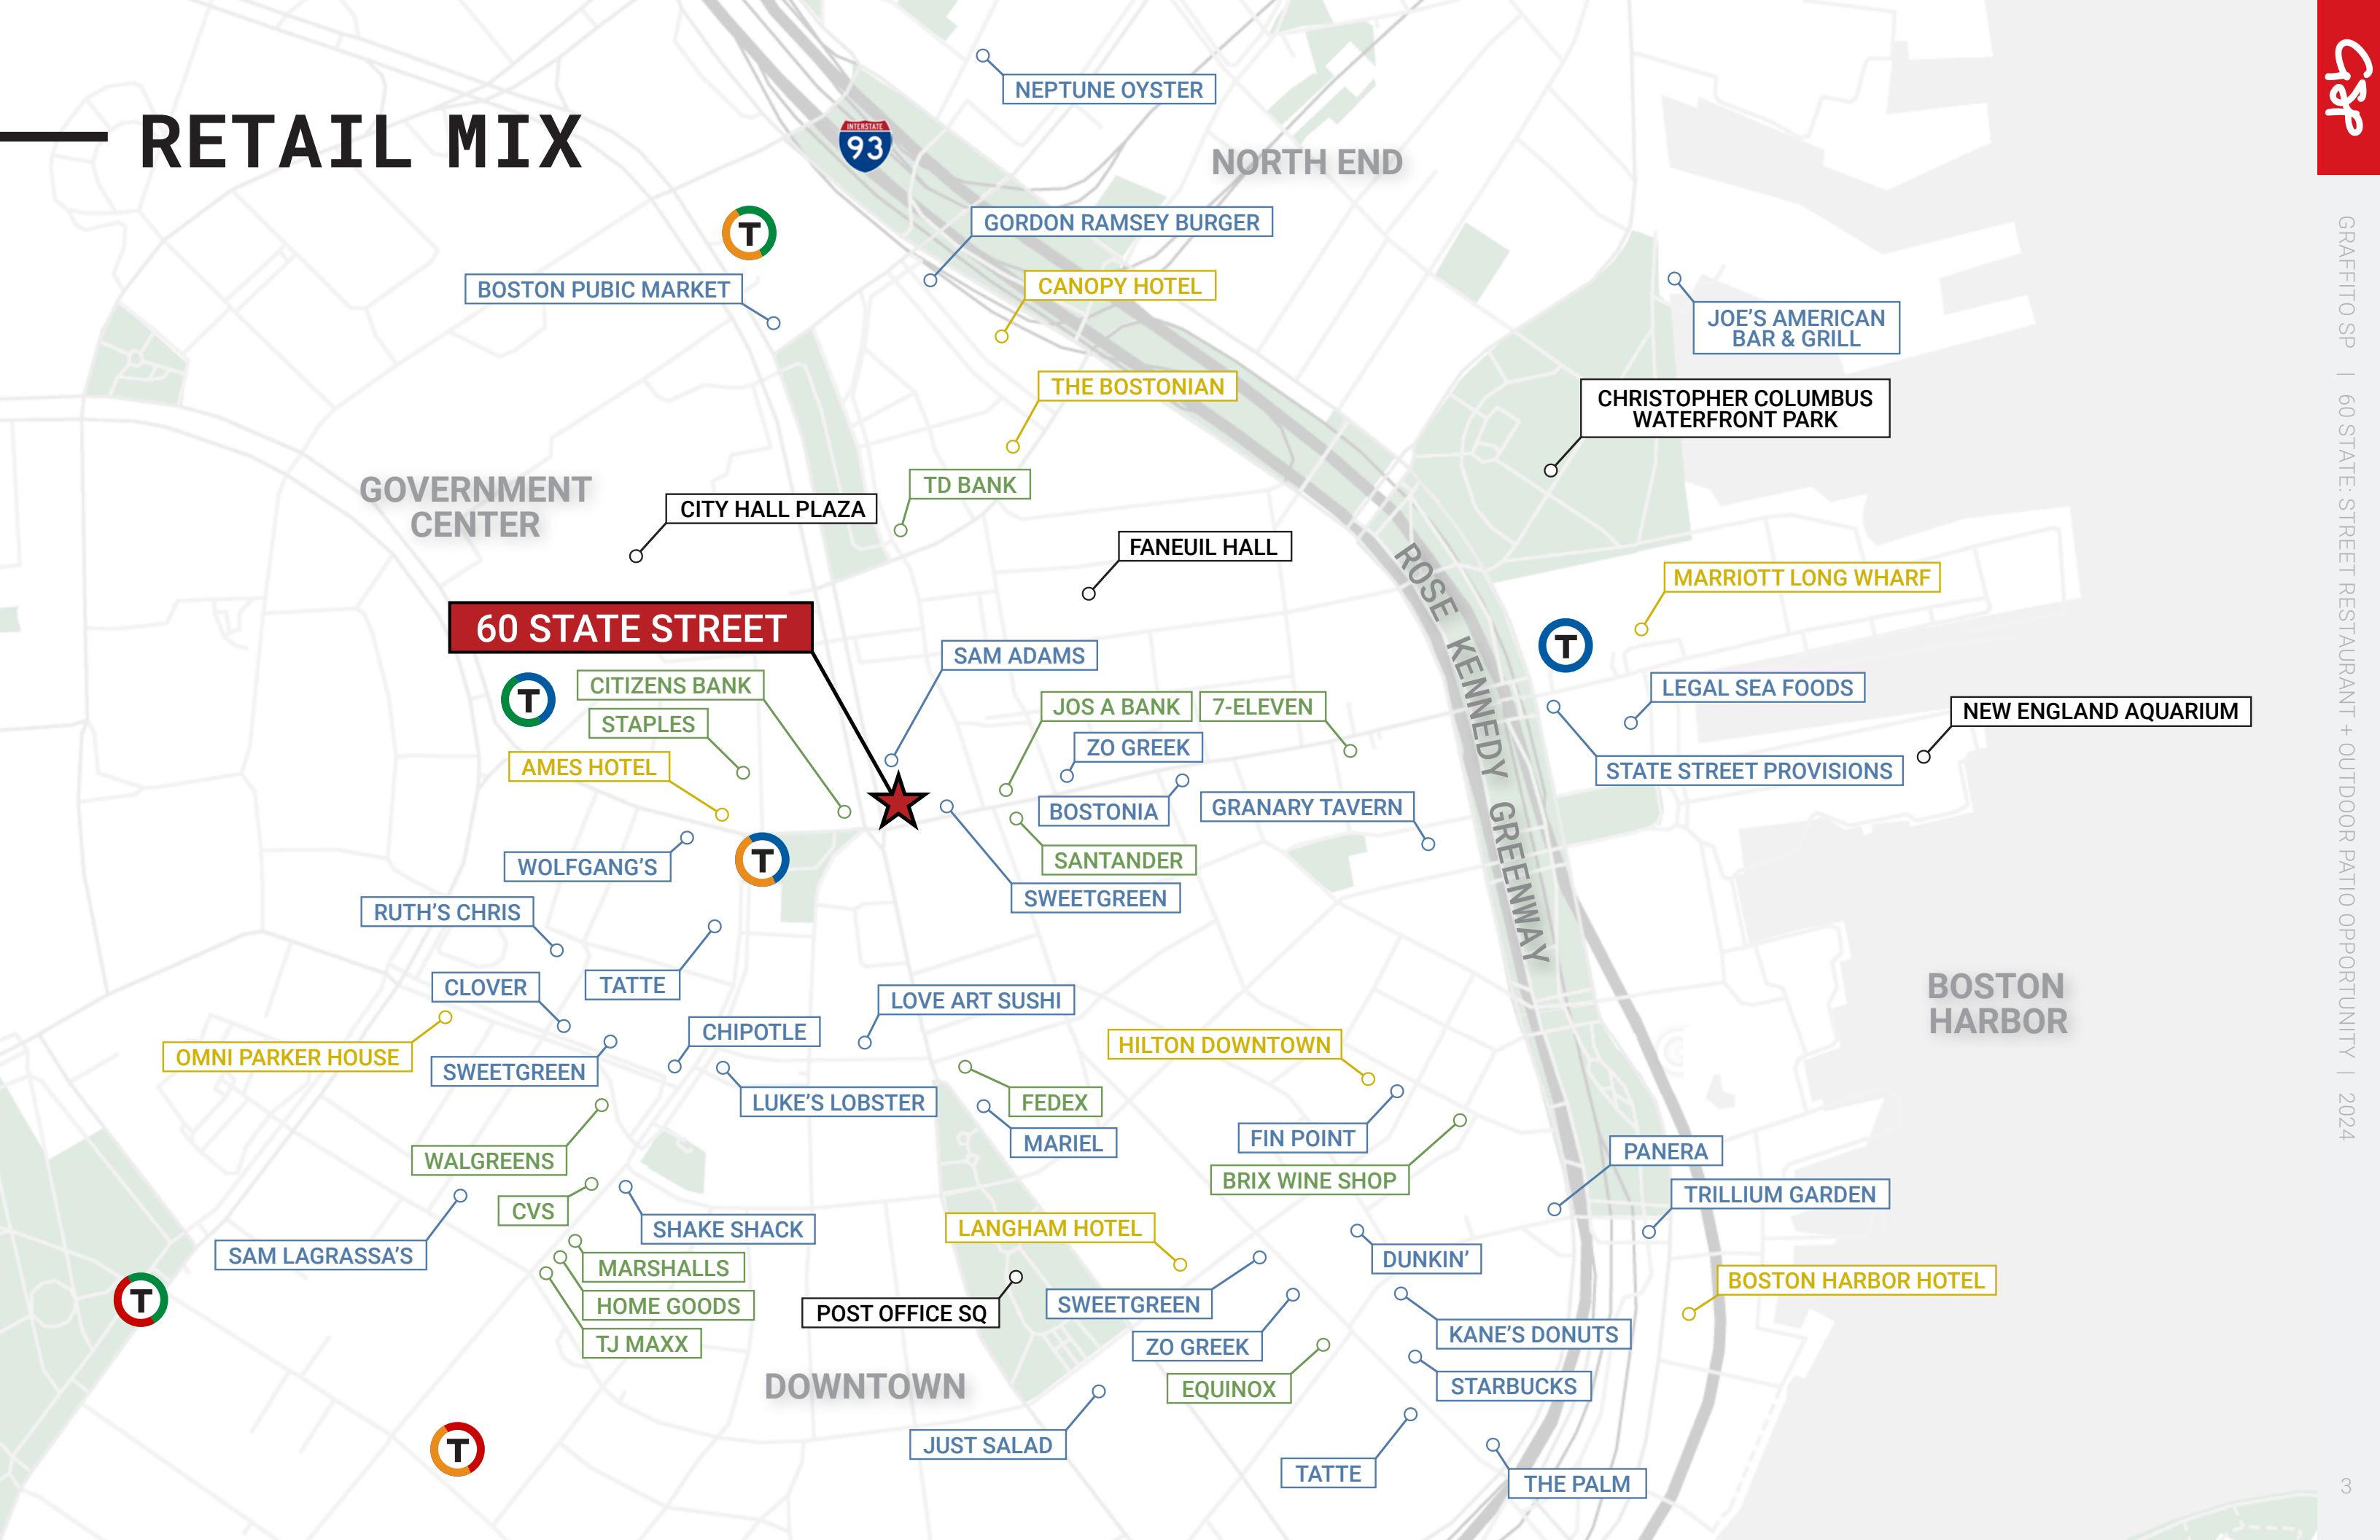 RETAIL MIX
NEPTUNE OYSTER
INTERSTATE
93
NORTH END
GORDON RAMSEY BURGER
T
BOSTON PUBIC MARKET
CANOPY HOTEL
JOE'S AMERICAN
BAR & GRILL
THE BOSTONIAN
CHRISTOPHER COLUMBUS
WATERFRONT PARK
GOVERNMENT
CENTER
TD BANK
CITY HALL PLAZA
FANEUIL HALL
MARRIOTT LONG WHARF
60 STATE STREET
ROSE KENNEDY GREENWAY
T
SAM ADAMS
CITIZENS BANK
T
LEGAL SEA FOODS
JOS A BANK
7-ELEVEN
NEW ENGLAND AQUARIUM
STAPLES
ZO GREEK
AMES HOTEL
STATE STREET PROVISIONS
BOSTONIA
GRANARY TAVERN
T
WOLFGANG'S
SANTANDER
SWEETGREEN
RUTH'S CHRIS
TATTE
CLOVER
LOVE ART SUSHI
BOSTON
HARBOR
CHIPOTLE
HILTON DOWNTOWN
OMNI PARKER HOUSE
SWEETGREEN
LUKE'S LOBSTER
FEDEX
FIN POINT
MARIEL
PANERA
WALGREENS
BRIX WINE SHOP
TRILLIUM GARDEN
CVS
SHAKE SHACK
LANGHAM HOTEL
SAM LAGRASSA'S
DUNKIN'
MARSHALLS
BOSTON HARBOR HOTEL
T
HOME GOODS
SWEETGREEN
POST OFFICE SQ
KANE'S DONUTS
TJ MAXX
ZO GREEK
DOWNTOWN
EQUINOX
STARBUCKS
T
JUST SALAD
TATTE
THE PALM
GSP
GRAFFITO SP | 60 STATE: STREET RESTAURANT + OUTDOOR PATIO OPPORTUNITY | 2024
3